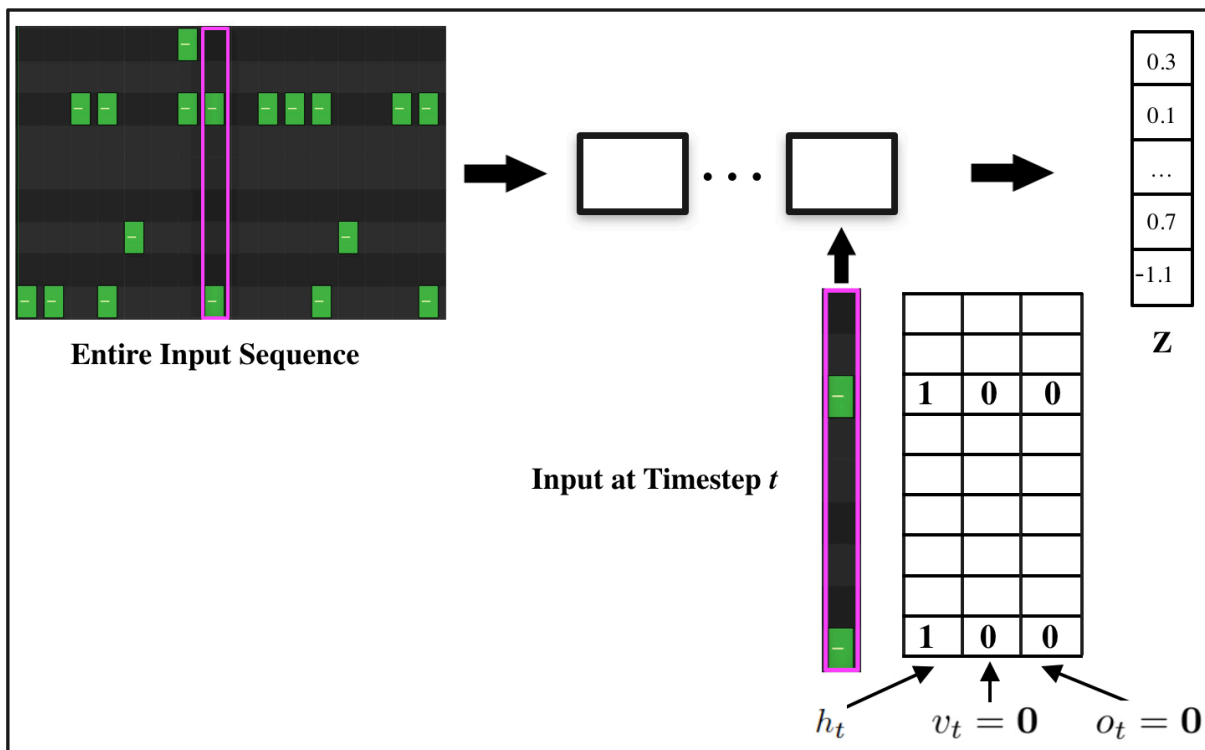 0.3
0.1
...
0.7
-1.1
Z
Entire Input Sequence
Input at Timestep t
1 0 0
1 0 0
h_t v_t = 0 o_t = 0